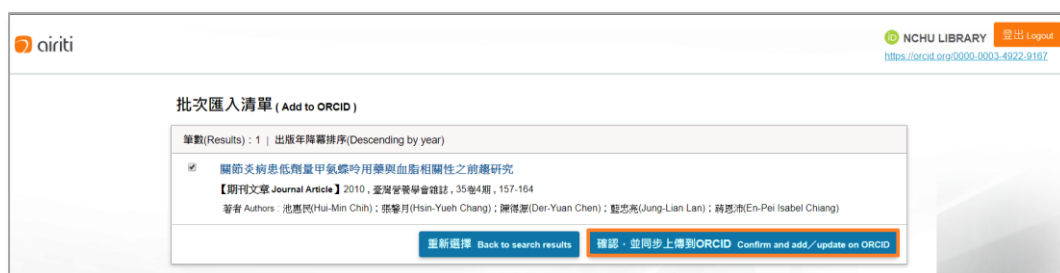 airiti
NCHU LIBRARY
登出 Logout
https://orcid.org/0000-0003-4922-9167
批次匯入清單 ( Add to ORCID )
筆數(Results) : 1 | 出版年降冪排序(Descending by year)
關節炎病患低劑量甲氨蝶呤用藥與血脂相關性之前趨研究
【期刊文章 Journal Article】2010 , 臺灣營養學會雜誌 , 35卷4期 , 157-164
著者 Authors : 池惠民(Hui-Min Chih) ; 張馨月(Hsin-Yueh Chang) ; 陳得源(Der-Yuan Chen) ; 藍忠亮(Jung-Lian Lan) ; 蔣恩沛(En-Pei Isabel Chiang)
重新選擇 Back to search results
確認,並同步上傳到ORCID Confirm and add/update on ORCID